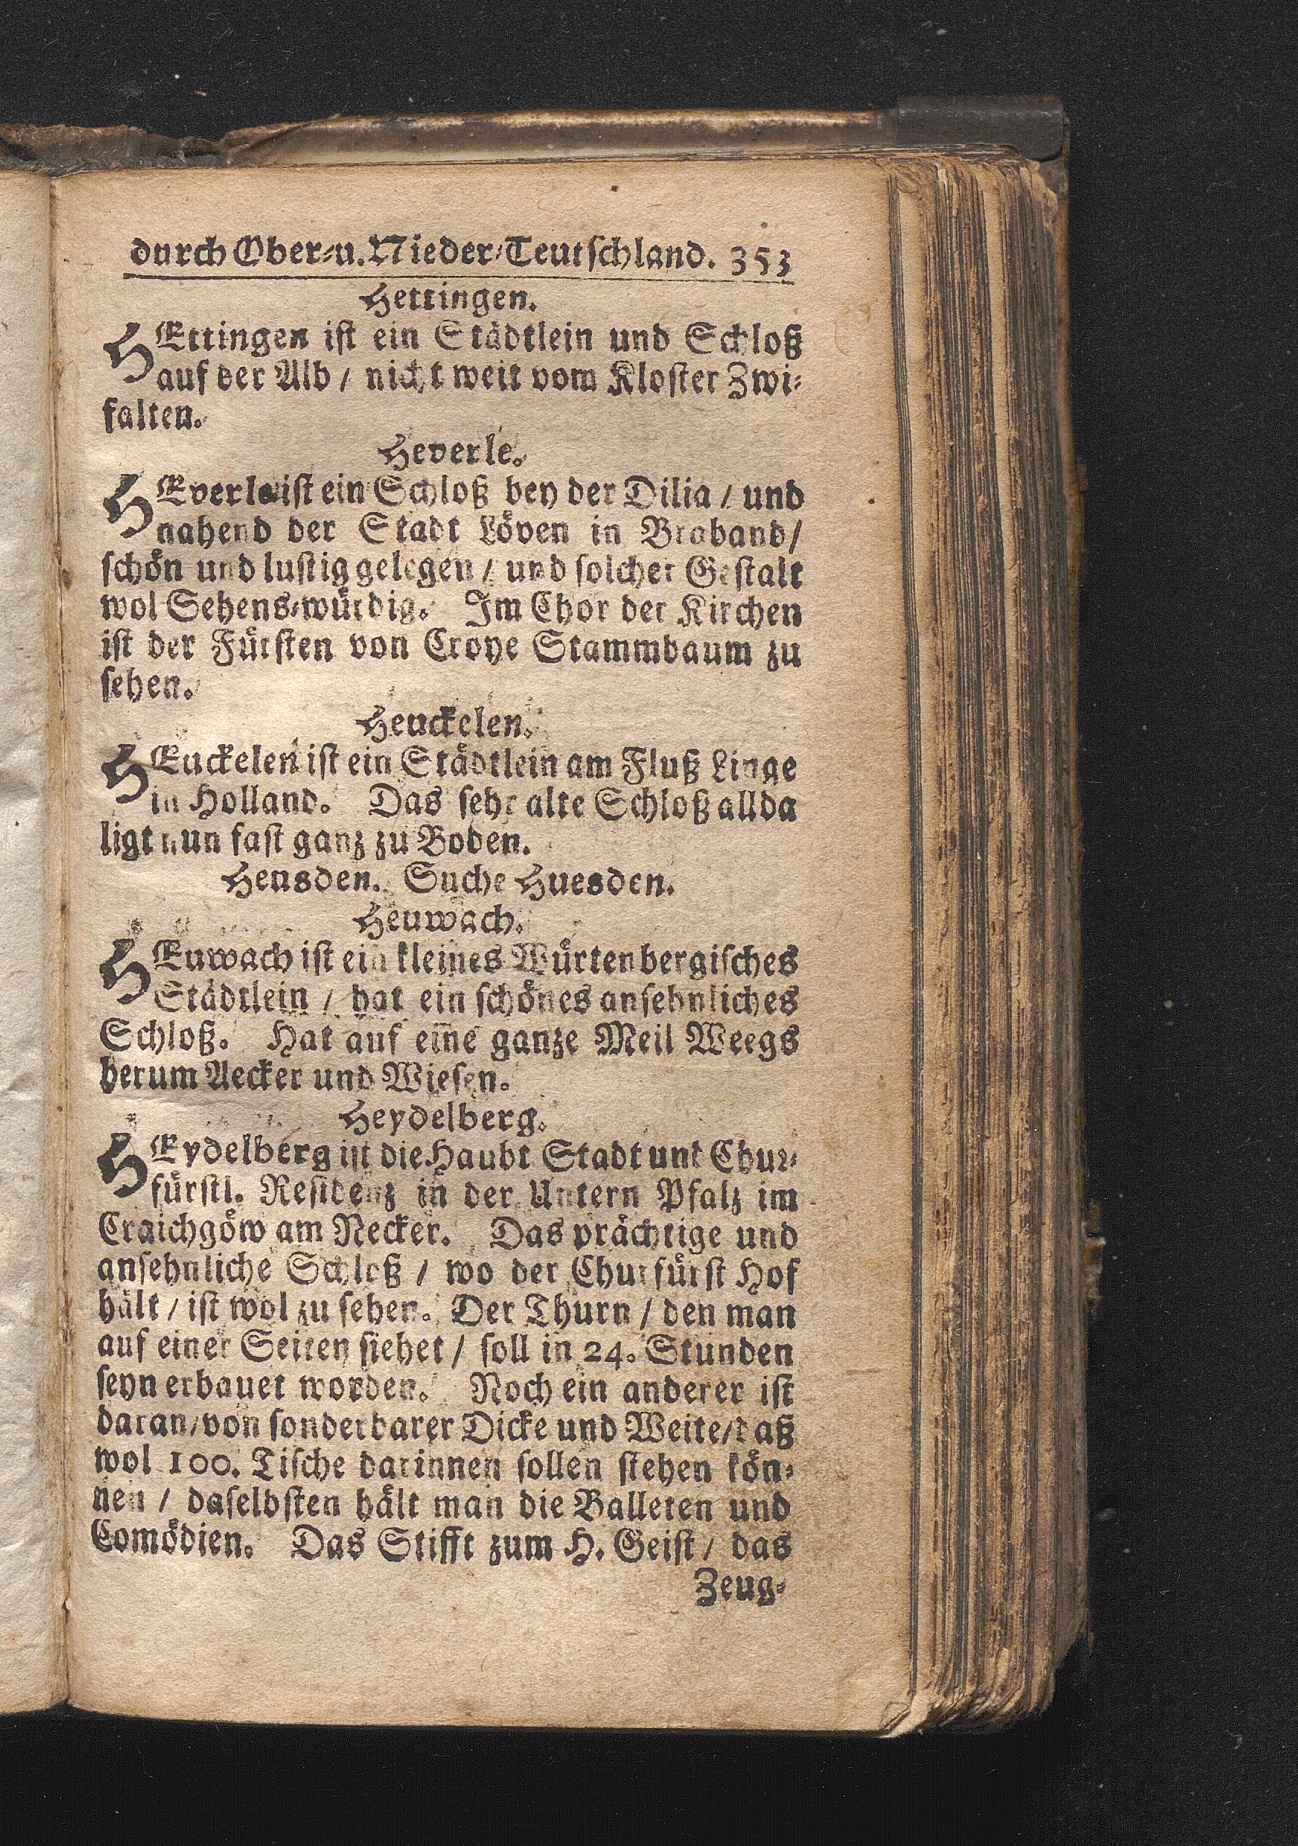 durch Ober-u. Nieder-Teutschland. 353
Hettingen.
HEttingen ist ein Städtlein und Schloß
auf der Alb / nicht weit vom Kloster Zwi-
falten.
Heverle.
HEverle ist ein Schloß bey der Dilia / und
nahend der Stadt Löven in Braband /
schön und lustig gelegen / und solcher Gestalt
wol Sehens-würdig. Im Chor der Kirchen
ist der Fürsten von Croye Stammbaum zu
sehen.
Heuckelen.
HEuckelen ist ein Städtlein am Fluß Linge
in Holland. Das sehr alte Schloß allda
ligt nun fast ganz zu Boden.
Heusden. Suche Huesden.
Heuwach.
HEuwach ist ein kleines Würtenbergisches
Städtlein / hat ein schönes ansehnliches
Schloß. Hat auf eine ganze Meil Weegs
herum Aecker und Wiesen.
Heydelberg.
HEydelberg ist die Haubt Stadt und Chur-
fürstl. Residenz in der Untern Pfalz im
Craichgöw am Necker. Das prächtige und
ansehnliche Schloß / wo der Churfürst Hof
hält / ist wol zu sehen. Der Thurn / den man
auf einer Seiten siehet / soll in 24. Stunden
seyn erbauet worden. Noch ein anderer ist
daran / von sonderbarer Dicke und Weite / daß
wol 100. Tische darinnen sollen stehen kön-
nen / daselbsten hält man die Balleten und
Comödien. Das Stifft zum H. Geist / das
Zeug-